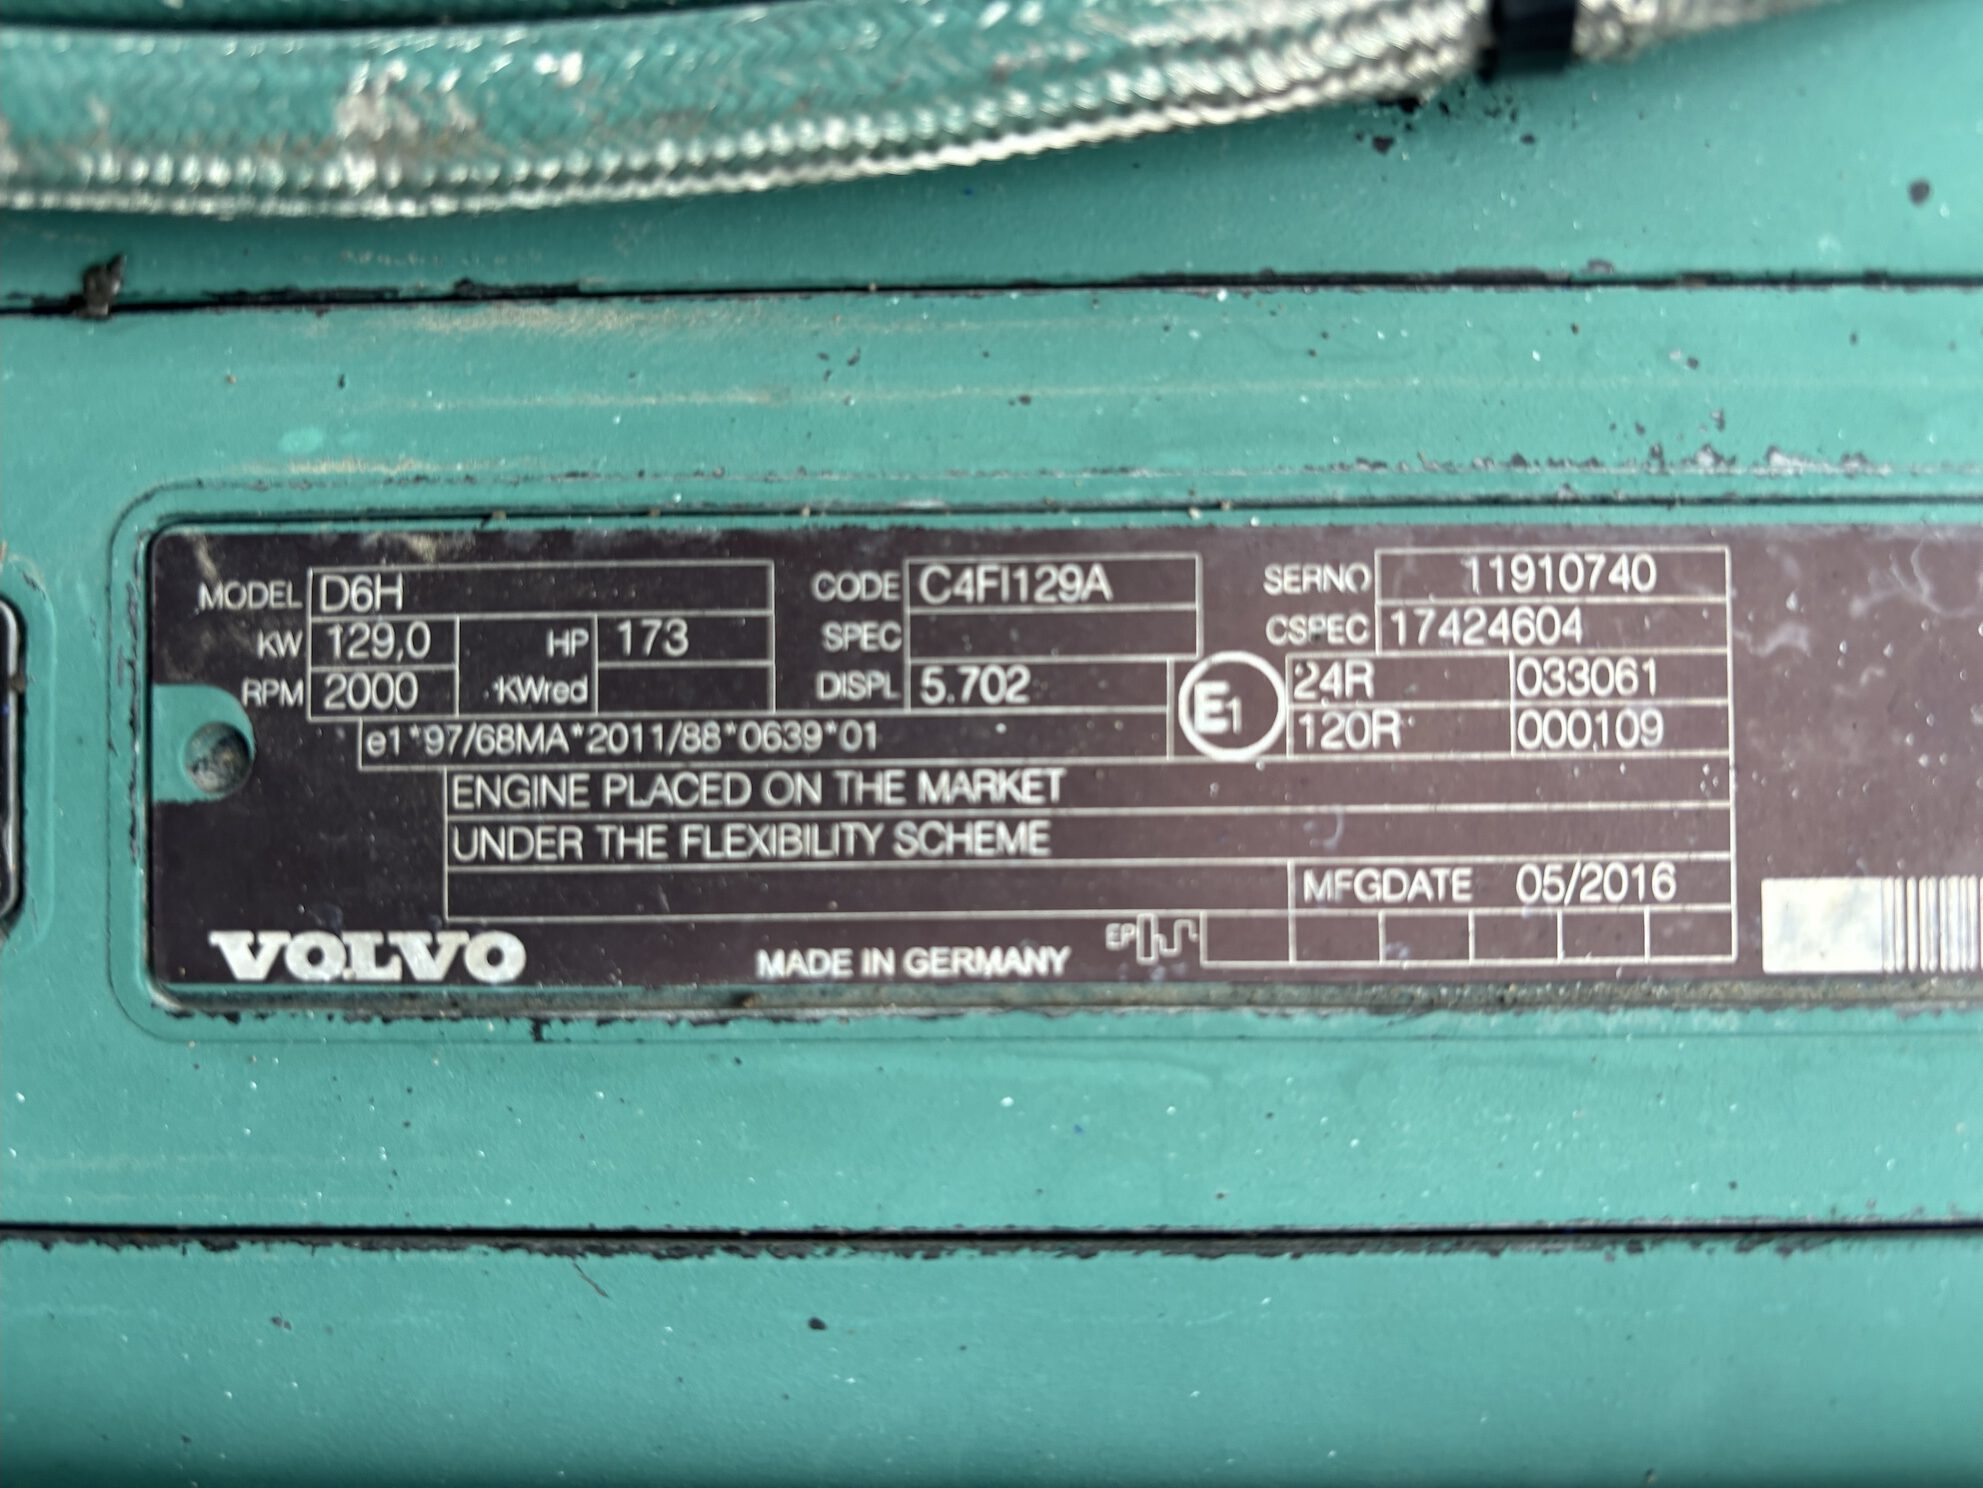 MODEL D6H CODE C4FI129A SERNO 11910740
KW 129,0 HP 173 SPEC CSPEC 17424604
RPM 2000 KWred DISPL 5.702 E1 24R 033061
e1*97/68MA*2011/88*0639*01 120R 000109
ENGINE PLACED ON THE MARKET
UNDER THE FLEXIBILITY SCHEME
MFGDATE 05/2016
VOLVO MADE IN GERMANY EP